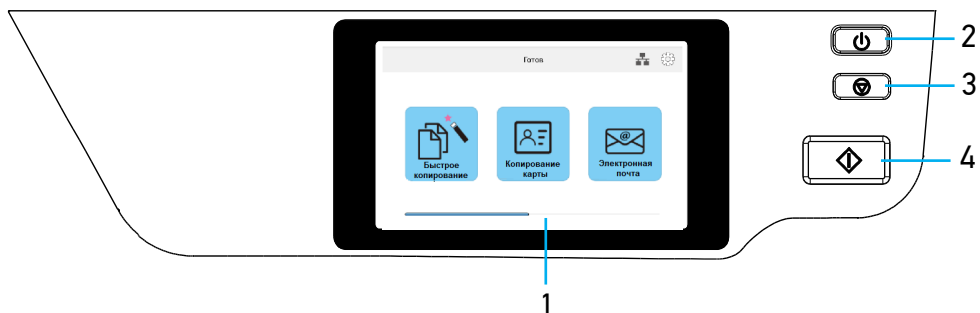 Готов
Быстрое
копирование
Копирование
карты
Электронная
почта
2
3
4
1